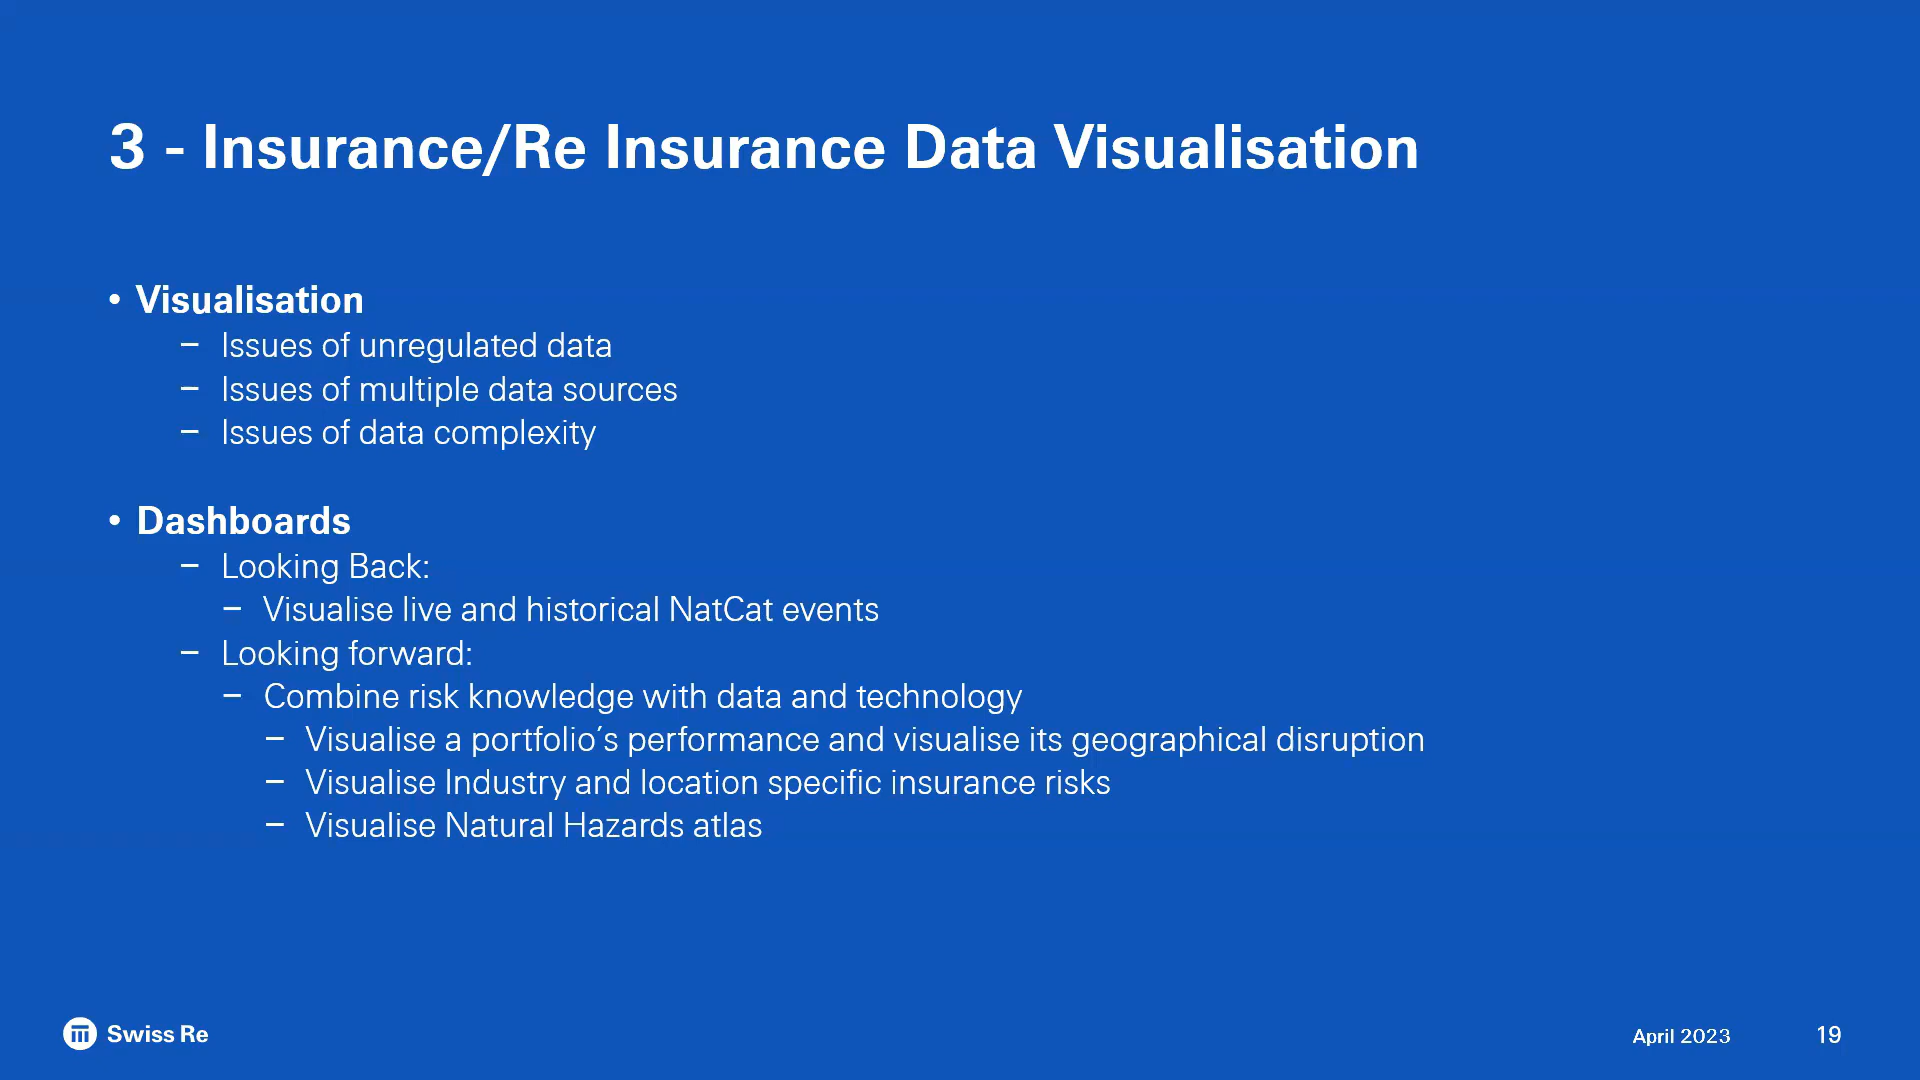 3 - Insurance/Re Insurance Data Visualisation
• Visualisation
– Issues of unregulated data
– Issues of multiple data sources
– Issues of data complexity
• Dashboards
– Looking Back:
– Visualise live and historical NatCat events
– Looking forward:
– Combine risk knowledge with data and technology
– Visualise a portfolio´s performance and visualise its geographical disruption
– Visualise Industry and location specific insurance risks
– Visualise Natural Hazards atlas
Swiss Re
April 2023
19